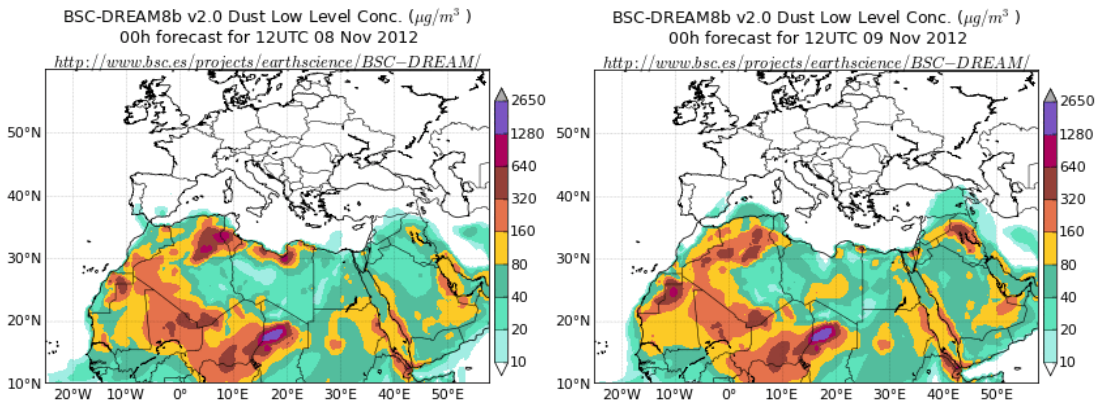 BSC-DREAM8b v2.0 Dust Low Level Conc. (μg/m³ )
00h forecast for 12UTC 08 Nov 2012
http://www.bsc.es/projects/earthscience/BSC−DREAM/
50°N
40°N
30°N
20°N
10°N
20°W 10°W 0° 10°E 20°E 30°E 40°E 50°E
2650
1280
640
320
160
80
40
20
10
BSC-DREAM8b v2.0 Dust Low Level Conc. (μg/m³ )
00h forecast for 12UTC 09 Nov 2012
http://www.bsc.es/projects/earthscience/BSC−DREAM/
50°N
40°N
30°N
20°N
10°N
20°W 10°W 0° 10°E 20°E 30°E 40°E 50°E
2650
1280
640
320
160
80
40
20
10